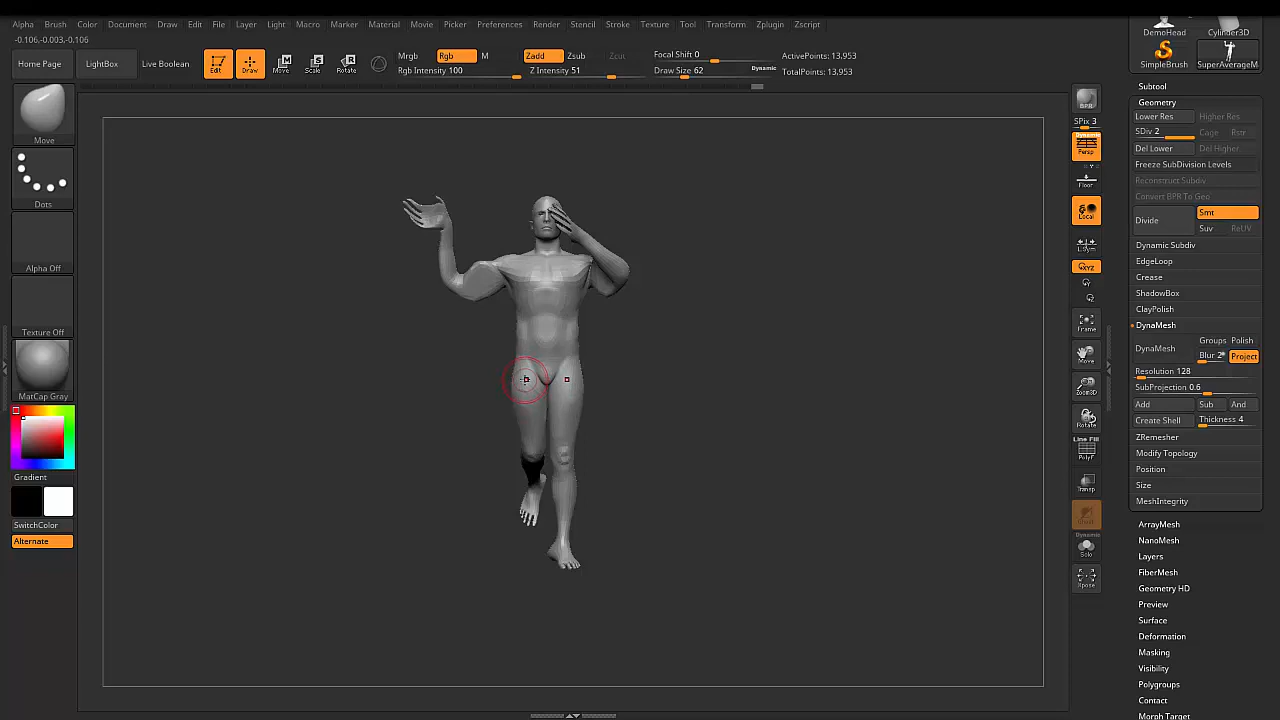 Alpha Brush Color Document Draw Edit File Layer Light Macro Marker Material Movie Picker Preferences Render Stencil Stroke Texture Tool Transform Zplugin Zscript
-0.106,-0.003,-0.106
Home Page LightBox Live Boolean Edit Draw Move Scale Rotate
Mrgb Rgb M Zadd Zsub Zcut Focal Shift 0 ActivePoints: 13,953
Rgb Intensity 100 Z Intensity 51 Draw Size 62 Dynamic TotalPoints: 13,953
Move
Dots
Alpha Off
Texture Off
MatCap Gray
Gradient
SwitchColor
Alternate
BPR
SPix 3
Dynamic
Persp
Floor
Local
L.Sym
XYZ
Frame
Move
Zoom3D
Rotate
Line Fill
PolyF
Transp
Dynamic
Solo
Xpose
DemoHead Cylinder3D
SimpleBrush SuperAverageM
Subtool
Geometry
Lower Res Higher Res
SDiv 2 Cage Rstr
Del Lower Del Higher
Freeze SubDivision Levels
Reconstruct Subdiv
Convert BPR To Geo
Divide Smt
Suv ReUV
Dynamic Subdiv
EdgeLoop
Crease
ShadowBox
ClayPolish
DynaMesh
Groups Polish
DynaMesh
Blur 2 Project
Resolution 128
SubProjection 0.6
Add Sub And
Create Shell Thickness 4
ZRemesher
Modify Topology
Position
Size
MeshIntegrity
ArrayMesh
NanoMesh
Layers
FiberMesh
Geometry HD
Preview
Surface
Deformation
Masking
Visibility
Polygroups
Contact
Morph Target